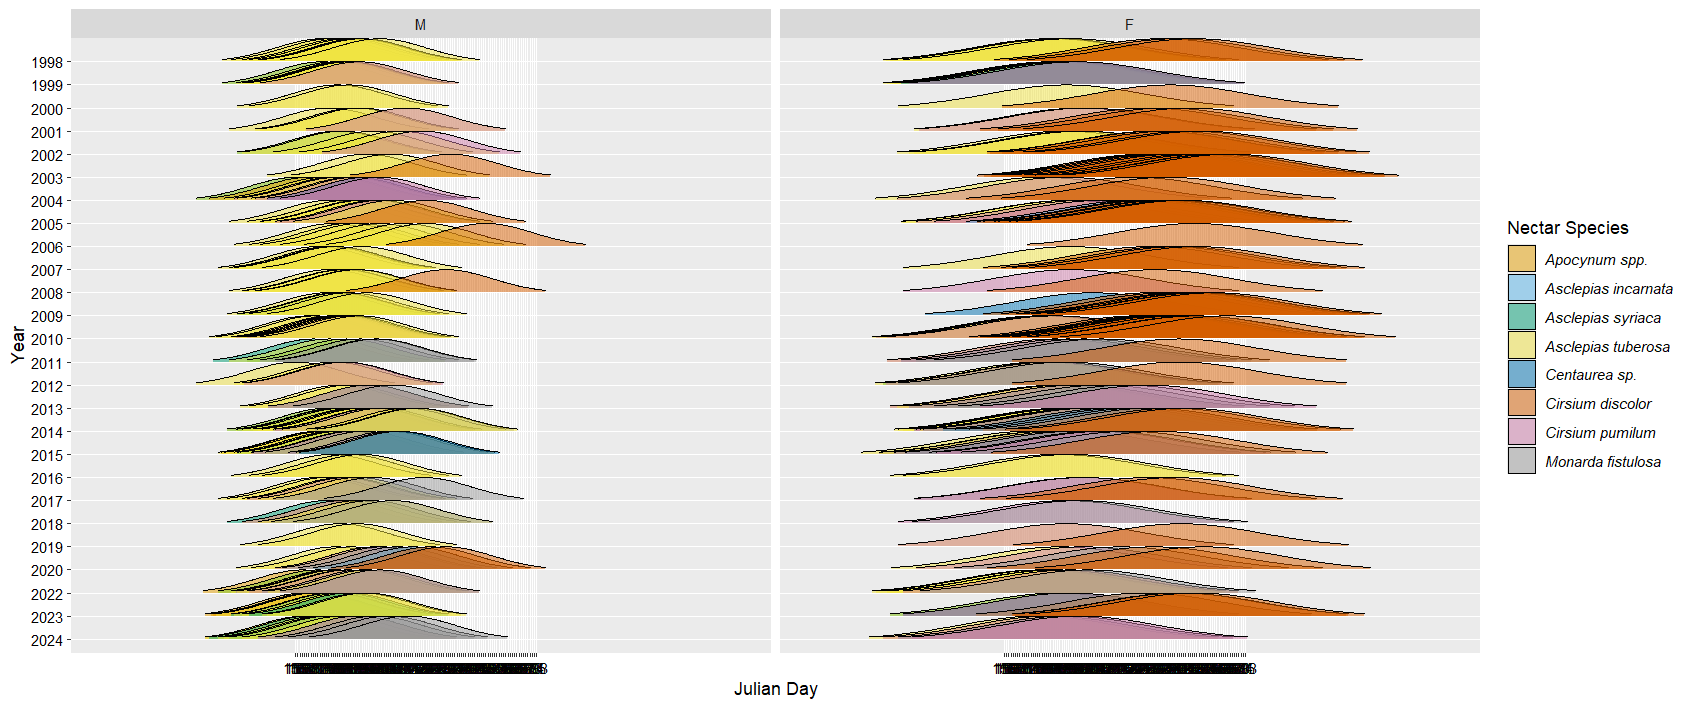 M
F
1998
1999
2000
2001
2002
2003
2004
2005
2006
2007
2008
2009
2010
2011
2012
2013
2014
2015
2016
2017
2018
2019
2020
2022
2023
2024
Year
Julian Day
Nectar Species
Apocynum spp.
Asclepias incarnata
Asclepias syriaca
Asclepias tuberosa
Centaurea sp.
Cirsium discolor
Cirsium pumilum
Monarda fistulosa